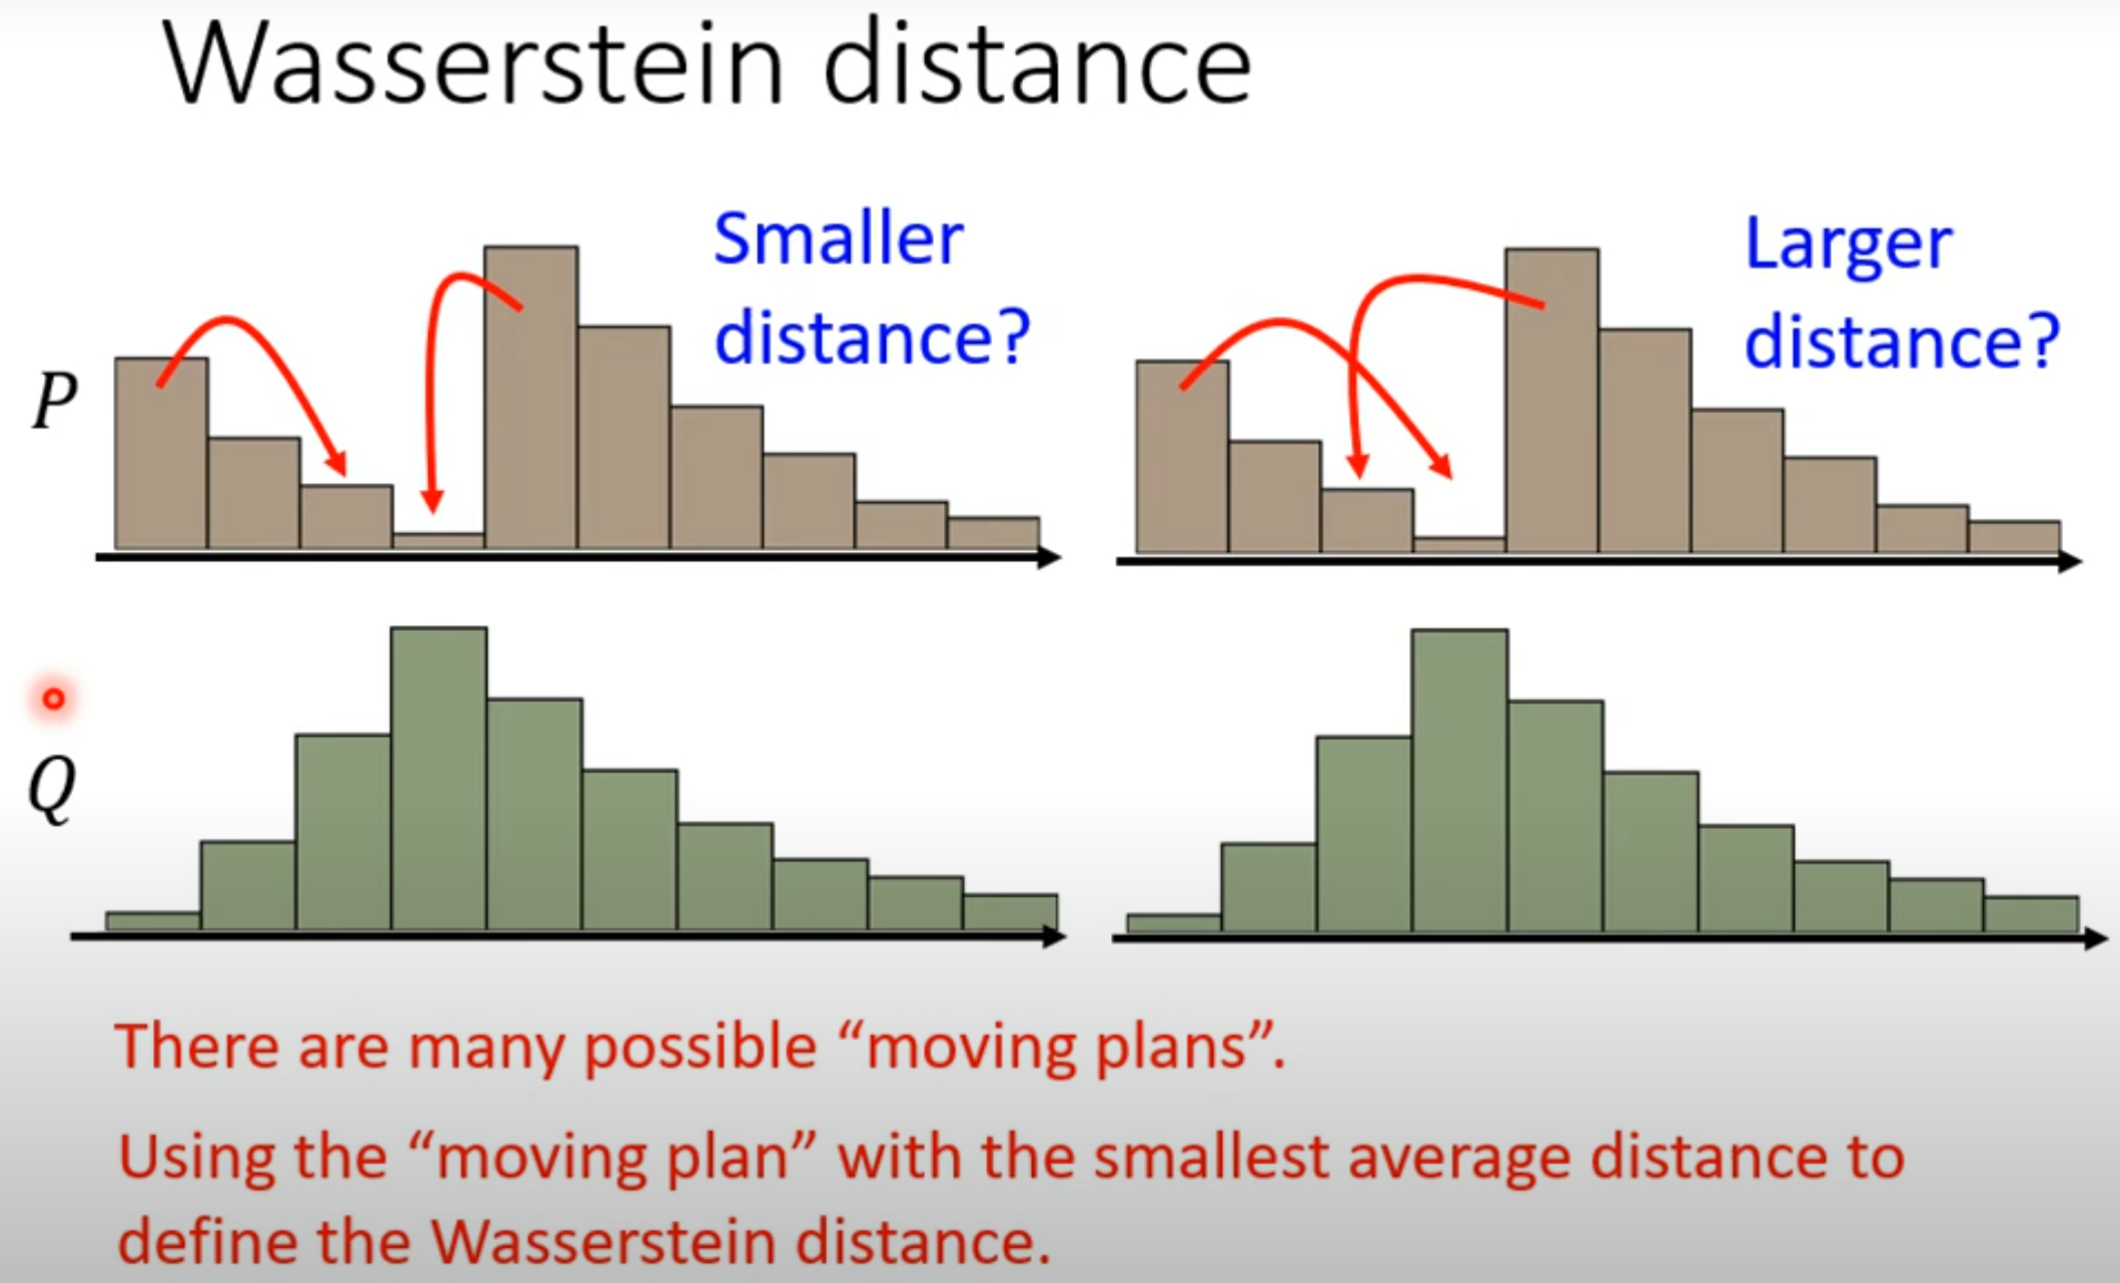 Wasserstein distance
Smaller
distance?
Larger
distance?
P
Q
There are many possible “moving plans”.
Using the “moving plan” with the smallest average distance to
define the Wasserstein distance.